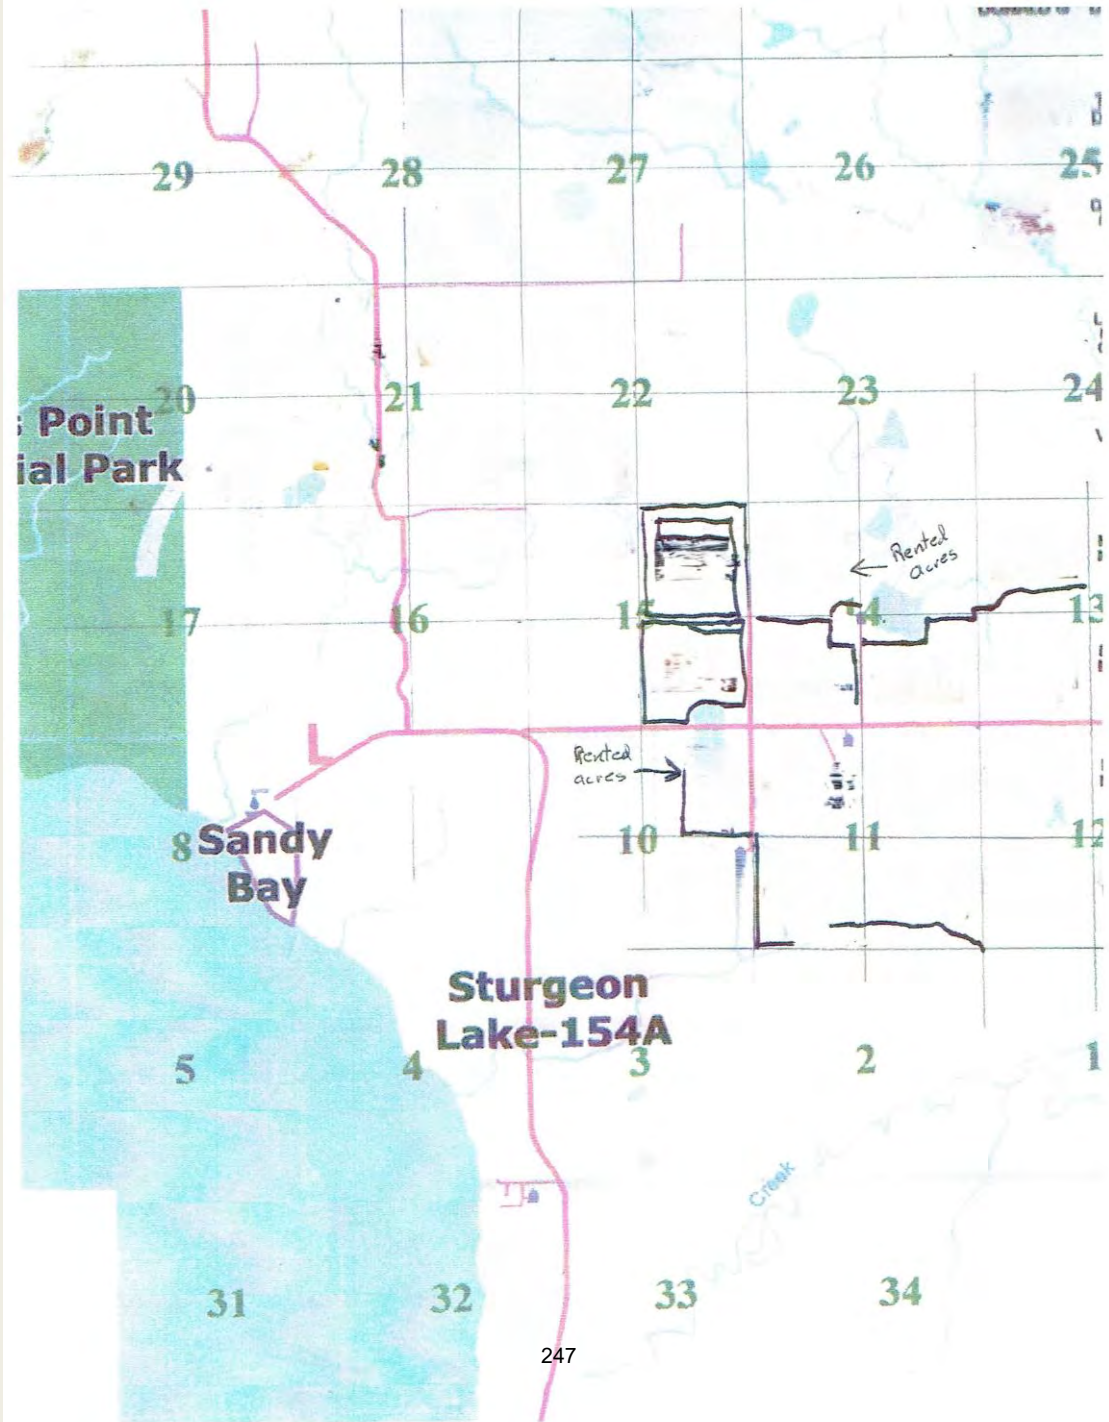 29 28 27 26 25
20 21 22 23 24
s Point
ial Park
Rented
acres
17 16 15 14 13
Rented
acres
8 10 11 12
Sandy
Bay
Sturgeon
Lake-154A
5 4 3 2 1
Creek
31 32 33 34
247